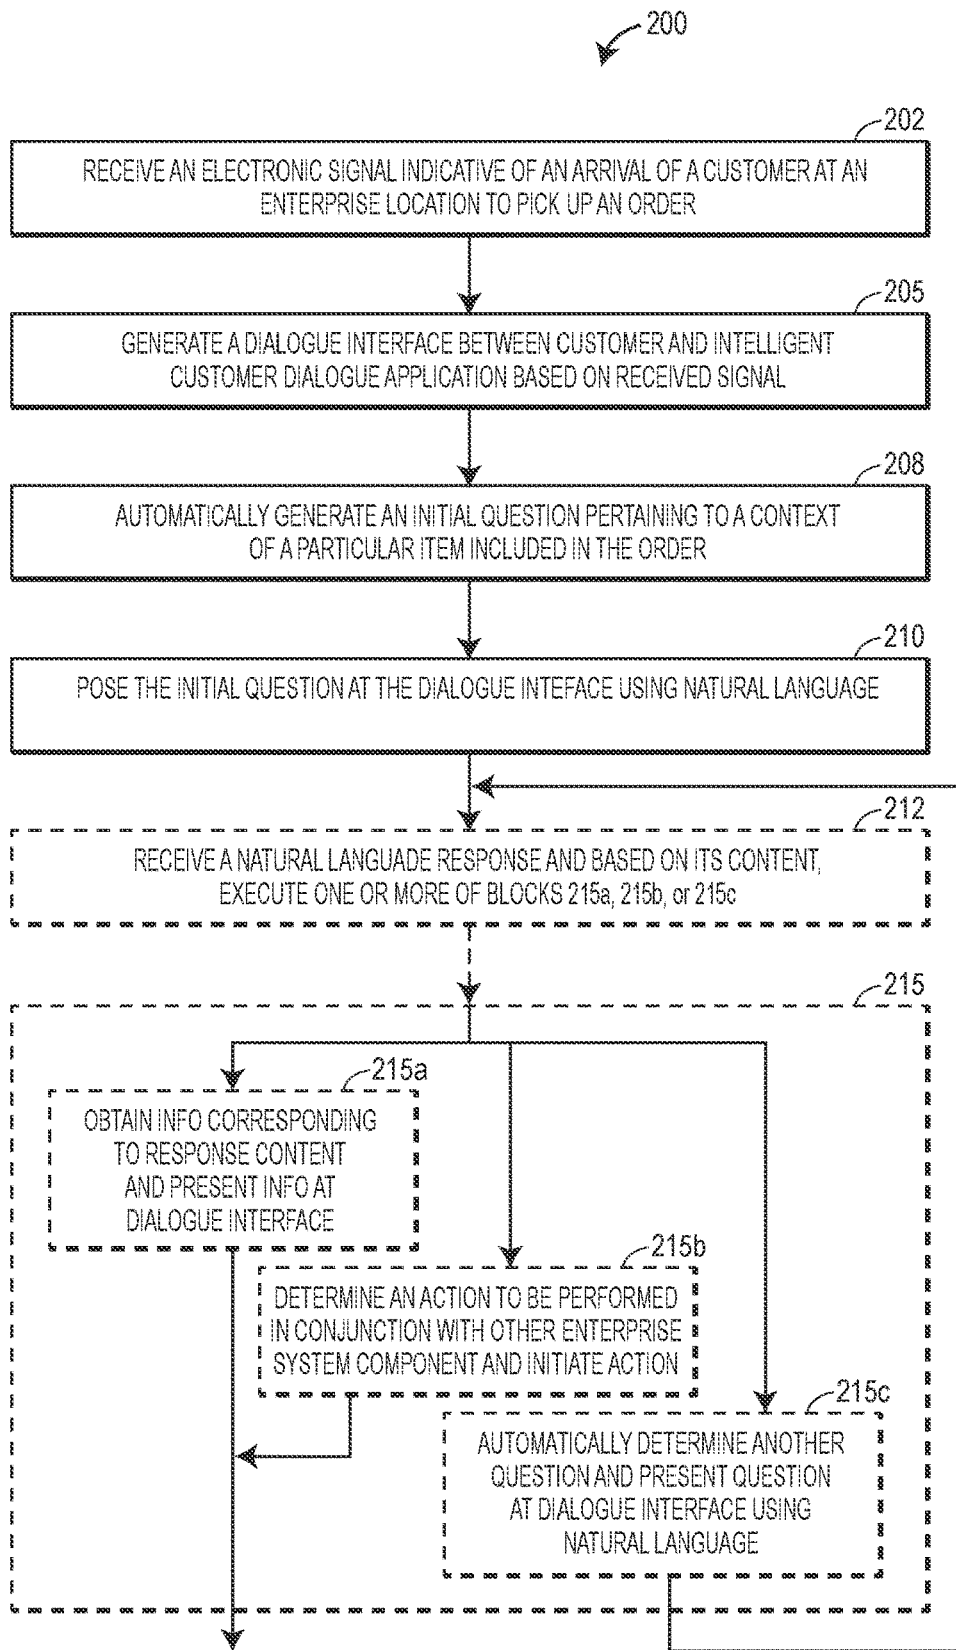 200
202
RECEIVE AN ELECTRONIC SIGNAL INDICATIVE OF AN ARRIVAL OF A CUSTOMER AT AN
ENTERPRISE LOCATION TO PICK UP AN ORDER
205
GENERATE A DIALOGUE INTERFACE BETWEEN CUSTOMER AND INTELLIGENT
CUSTOMER DIALOGUE APPLICATION BASED ON RECEIVED SIGNAL
208
AUTOMATICALLY GENERATE AN INITIAL QUESTION PERTAINING TO A CONTEXT
OF A PARTICULAR ITEM INCLUDED IN THE ORDER
210
POSE THE INITIAL QUESTION AT THE DIALOGUE INTEFACE USING NATURAL LANGUAGE
212
RECEIVE A NATURAL LANGUADE RESPONSE AND BASED ON ITS CONTENT,
EXECUTE ONE OR MORE OF BLOCKS 215a, 215b, or 215c
215
215a
OBTAIN INFO CORRESPONDING
TO RESPONSE CONTENT
AND PRESENT INFO AT
DIALOGUE INTERFACE
215b
DETERMINE AN ACTION TO BE PERFORMED
IN CONJUNCTION WITH OTHER ENTERPRISE
SYSTEM COMPONENT AND INITIATE ACTION
215c
AUTOMATICALLY DETERMINE ANOTHER
QUESTION AND PRESENT QUESTION
AT DIALOGUE INTERFACE USING
NATURAL LANGUAGE